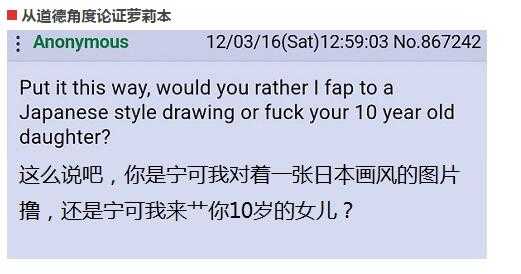 从道德角度论证萝莉本
Anonymous 12/03/16(Sat)12:59:03 No.867242
Put it this way, would you rather I fap to a
Japanese style drawing or fuck your 10 year old
daughter?
这么说吧，你是宁可我对着一张日本画风的图片
撸，还是宁可我来艹你10岁的女儿？